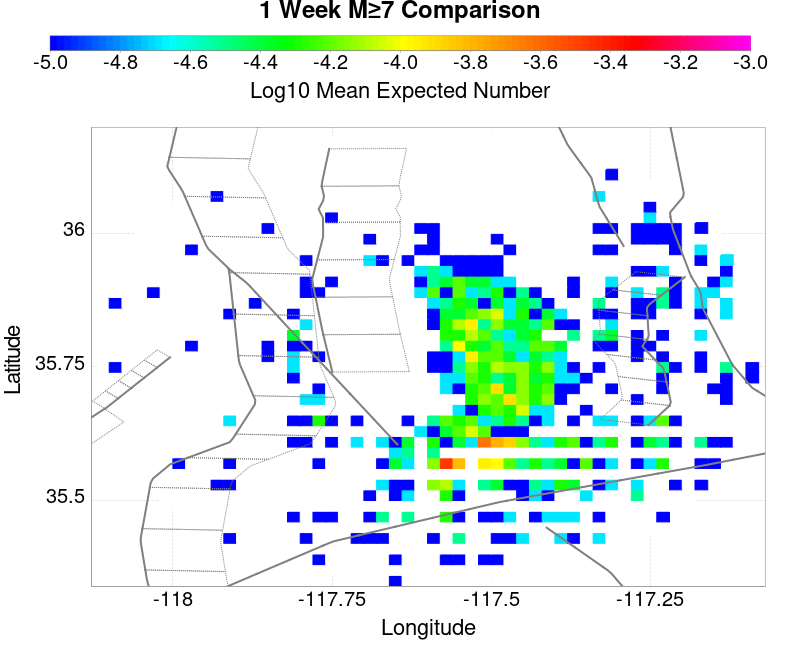 1 Week M≥7 Comparison
-5.0 -4.8 -4.6 -4.4 -4.2 -4.0 -3.8 -3.6 -3.4 -3.2 -3.0
Log10 Mean Expected Number
36
35.75
35.5
Latitude
-118 -117.75 -117.5 -117.25
Longitude